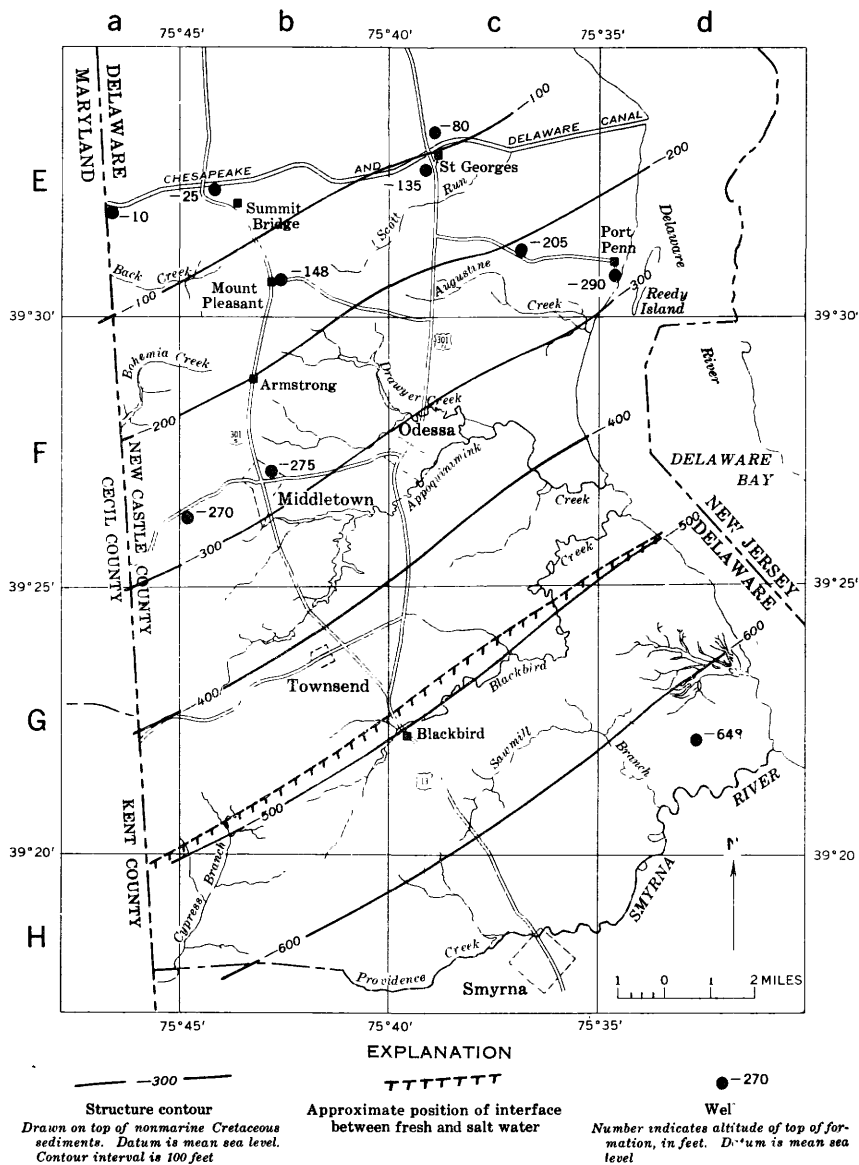 a b c d
75°45' 75°40' 75°35'
MARYLAND
DELAWARE
E
-100
-80
DELAWARE CANAL
CHESAPEAKE
AND
St Georges
-135
-25
-10
Summit
Bridge
Scott
Run
-200
Delaware
Port
Penn
-205
-290
Reedy
Island
-300
Back Creek
-148
Mount
Pleasant
-100
Augustine
Creek
39°30'
39°30'
301
River
Bohemia Creek
Armstrong
Drawyer Creek
-200
Odessa
-400
301
F
-275
Appoquinimink
DELAWARE
BAY
Middletown
-270
Creek
CECIL COUNTY
NEW CASTLE COUNTY
-300
Creek
-500
NEW JERSEY
DELAWARE
39°25'
39°25'
-600
Townsend
Blackbird
-400
G
Blackbird
Sawmill
Branch
-649
RIVER
13
-500
KENT COUNTY
39°20'
39°20
Cypress Branch
SMYRNA
N
H
-600
Creek
Providence
Smyrna
1 0 1 2 MILES
75°45' 75°40' 75°35'
EXPLANATION
-300
Structure contour
Drawn on top of nonmarine Cretaceous
sediments. Datum is mean sea level.
Contour interval is 100 feet
Approximate position of interface
between fresh and salt water
-270
Wel
Number indicates altitude of top of for-
mation, in feet. is mean sea
level